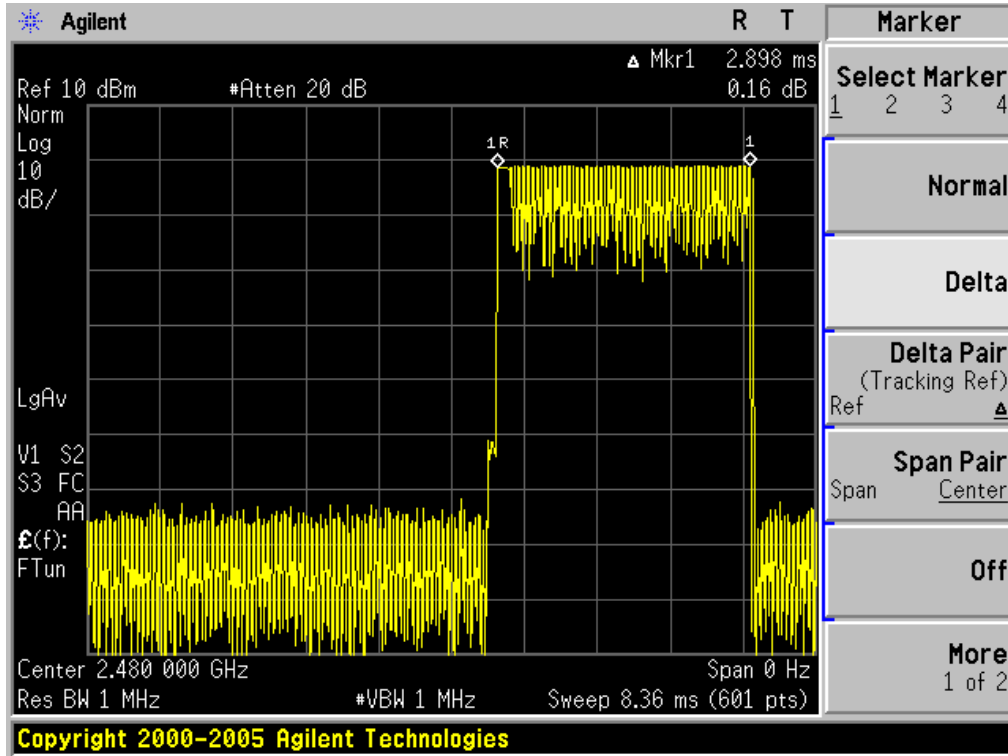 Agilent R T
Marker
Δ Mkr1 2.898 ms
Ref 10 dBm #Atten 20 dB 0.16 dB
Norm
Log
10
dB/
1R
1
LgAv
V1 S2
S3 FC
AA
£(f):
FTun
Center 2.480 000 GHz Span 0 Hz
Res BW 1 MHz #VBW 1 MHz Sweep 8.36 ms (601 pts)
Select Marker
1 2 3 4
Normal
Delta
Delta Pair
(Tracking Ref)
Ref Δ
Span Pair
Span Center
Off
More
1 of 2
Copyright 2000-2005 Agilent Technologies